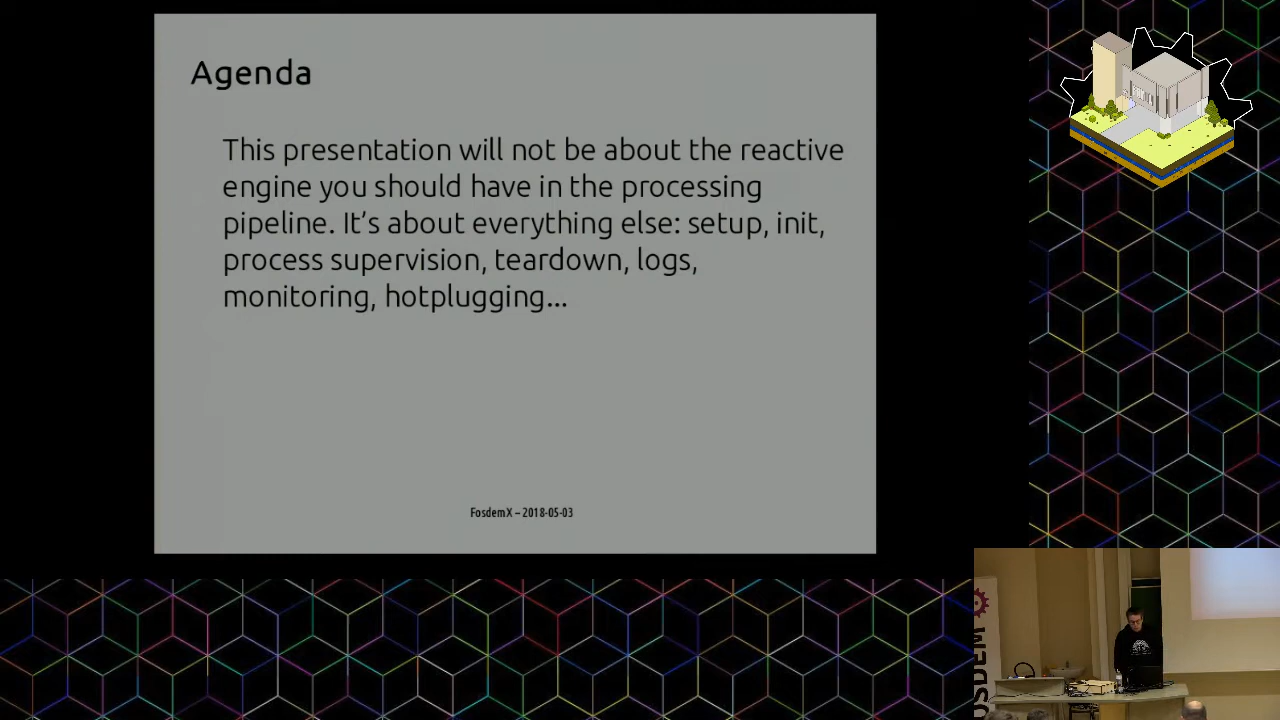 Agenda
This presentation will not be about the reactive
engine you should have in the processing
pipeline. It’s about everything else: setup, init,
process supervision, teardown, logs,
monitoring, hotplugging...
FosdemX – 2018-05-03
OSDEM